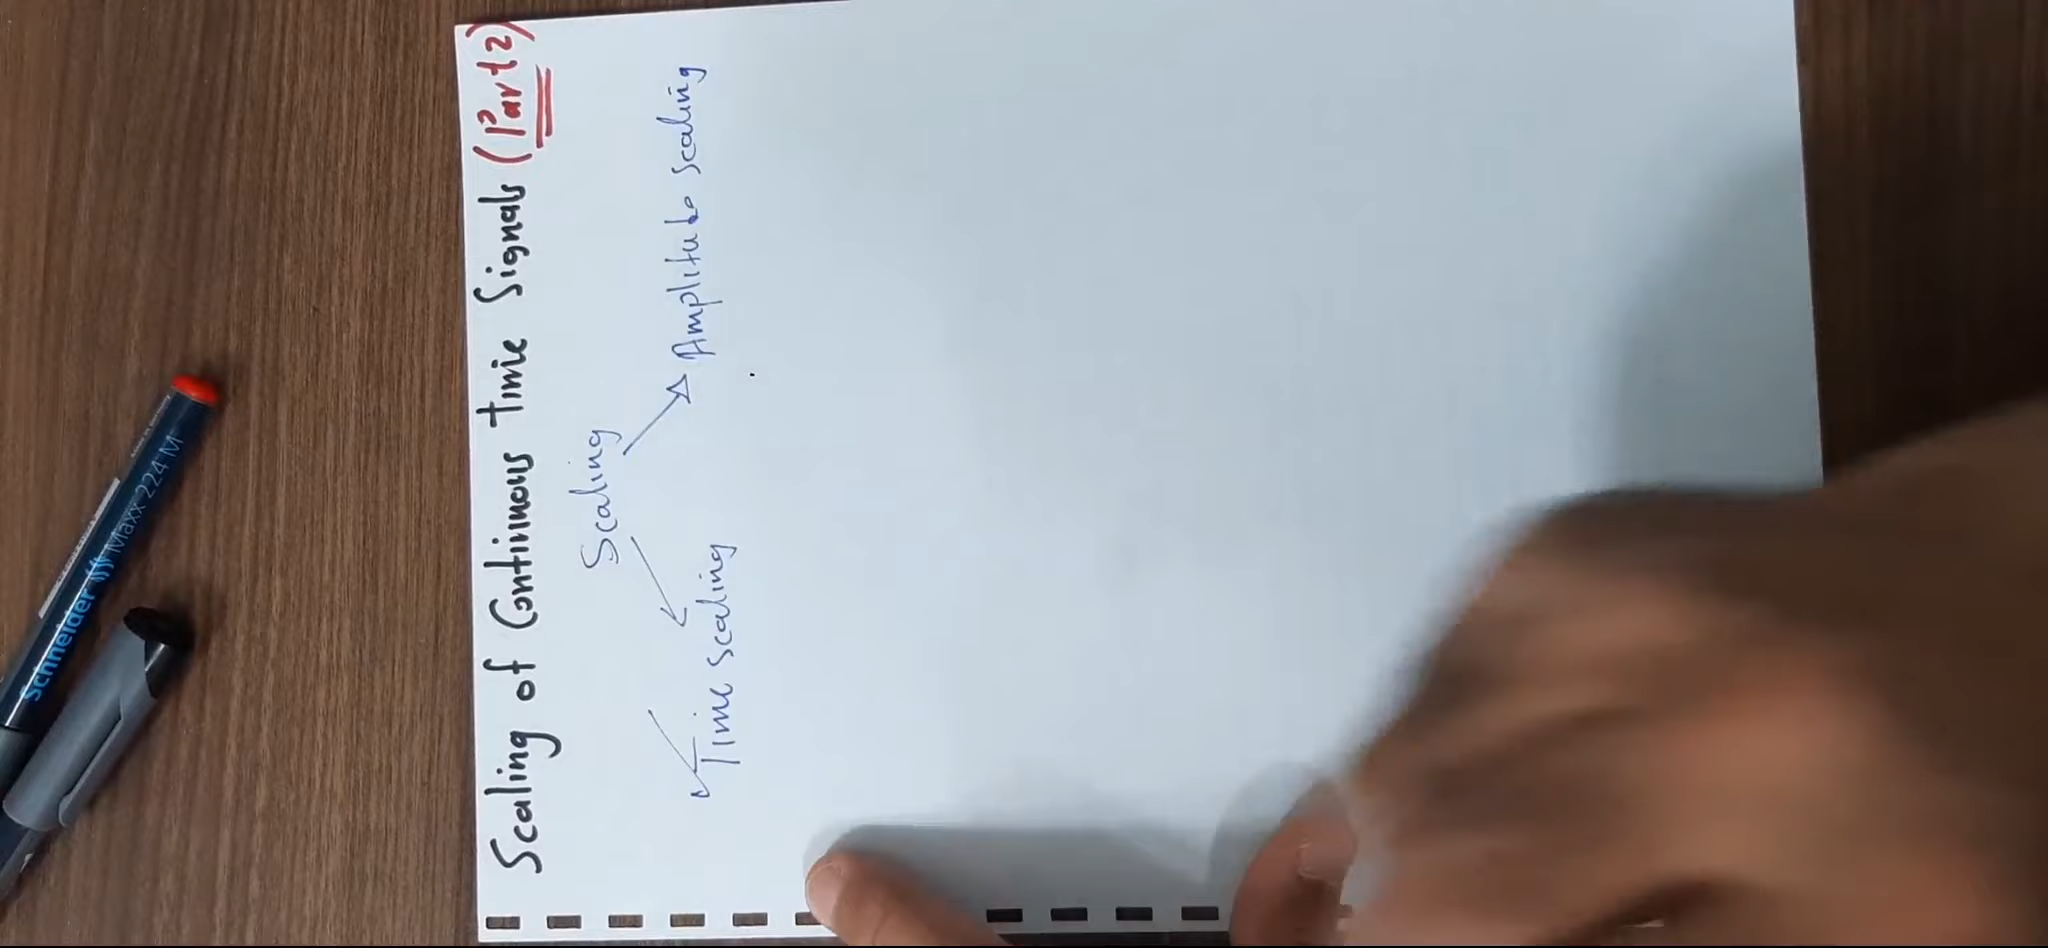 Scaling of Continuous time Signals (Part 2)
Scaling
Time scaling
Amplitude scaling
Schneider Maxx 224 M